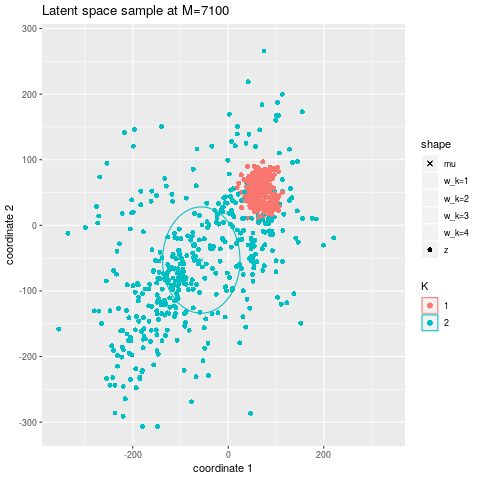 Latent space sample at M=7100
300
200
100
0
-100
-200
-300
-200
0
200
coordinate 1
coordinate 2
shape
mu
w_k=1
w_k=2
w_k=3
w_k=4
z
K
1
2